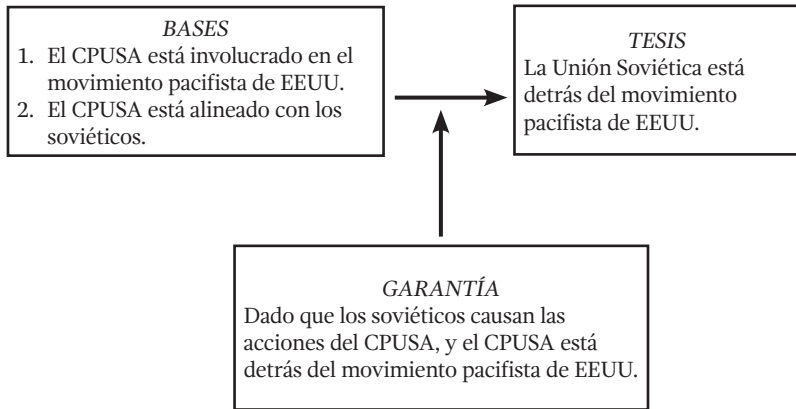 BASES
1. El CPUSA está involucrado en el
movimiento pacifista de EEUU.
2. El CPUSA está alineado con los
soviéticos.
TESIS
La Unión Soviética está
detrás del movimiento
pacifista de EEUU.
GARANTÍA
Dado que los soviéticos causan las
acciones del CPUSA, y el CPUSA está
detrás del movimiento pacifista de EEUU.